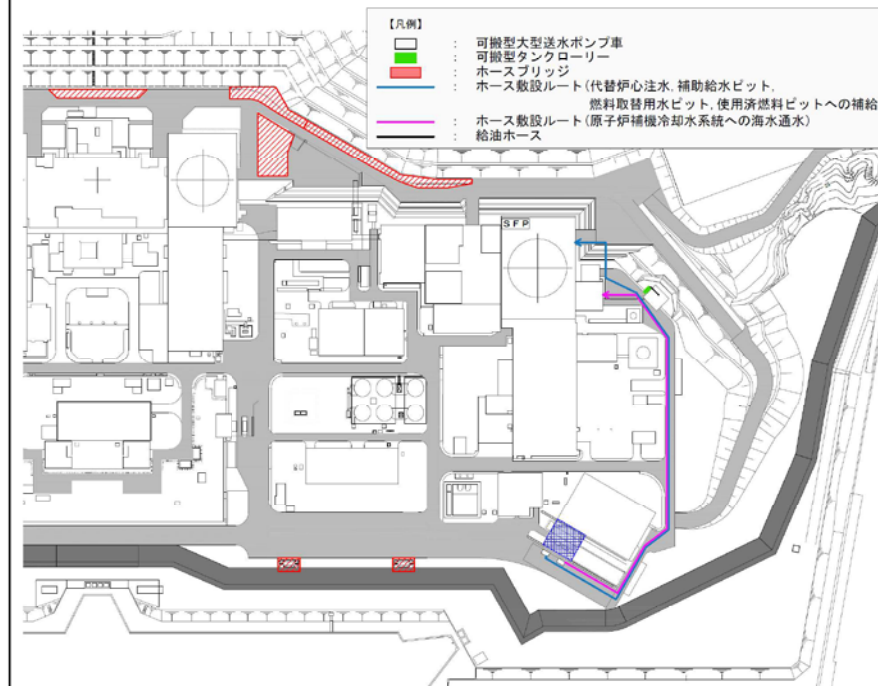 【凡例】
： 可搬型大型送水ポンプ車
： 可搬型タンクローリー
： ホースブリッジ
： ホース敷設ルート（代替炉心注水，補助給水ピット，
燃料取替用水ピット，使用済燃料ピットへの補給
： ホース敷設ルート（原子炉補機冷却水系統への海水通水）
： 給油ホース
SFP